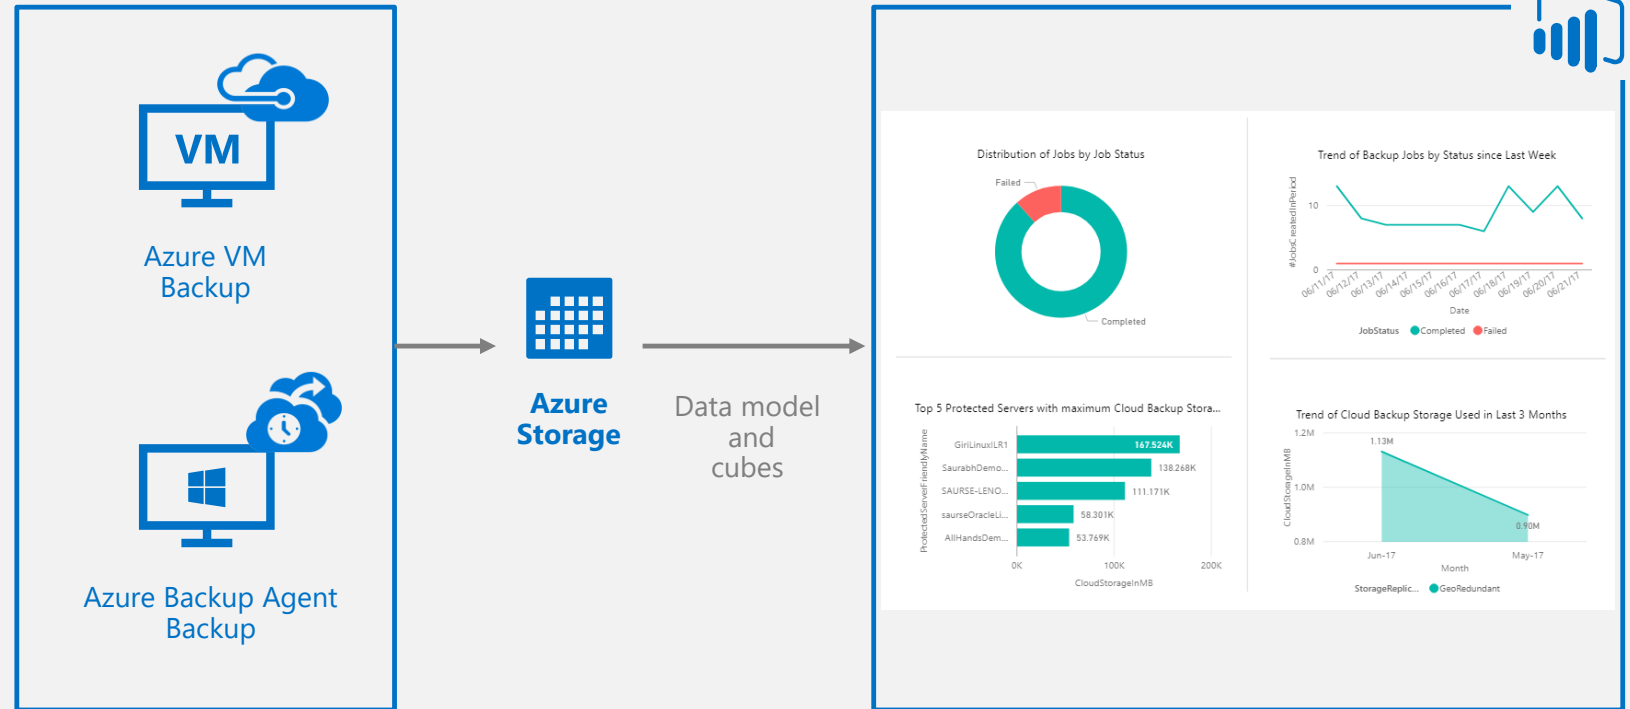 VM
Azure VM
Backup
Azure Backup Agent
Backup
Azure
Storage
Data model
and
cubes
Distribution of Jobs by Job Status
Failed
Completed
Trend of Backup Jobs by Status since Last Week
#JobsCreatedInPeriod
10
0
06/11/17
06/12/17
06/13/17
06/14/17
06/15/17
06/16/17
06/17/17
06/18/17
06/19/17
06/20/17
06/21/17
Date
JobStatus Completed Failed
Top 5 Protected Servers with maximum Cloud Backup Stora...
ProtectedServerFriendlyName
GiriLinuxILR1 167.524K
SaurabhDemo... 138.268K
SAURSE-LENO... 111.171K
saurseOracleLi... 58.301K
AllHandsDem... 53.769K
0K 100K 200K
CloudStorageInMB
Trend of Cloud Backup Storage Used in Last 3 Months
CloudStorageInMB
1.2M
1.13M
1.0M
0.90M
0.8M
Jun-17 May-17
Month
StorageReplic... GeoRedundant